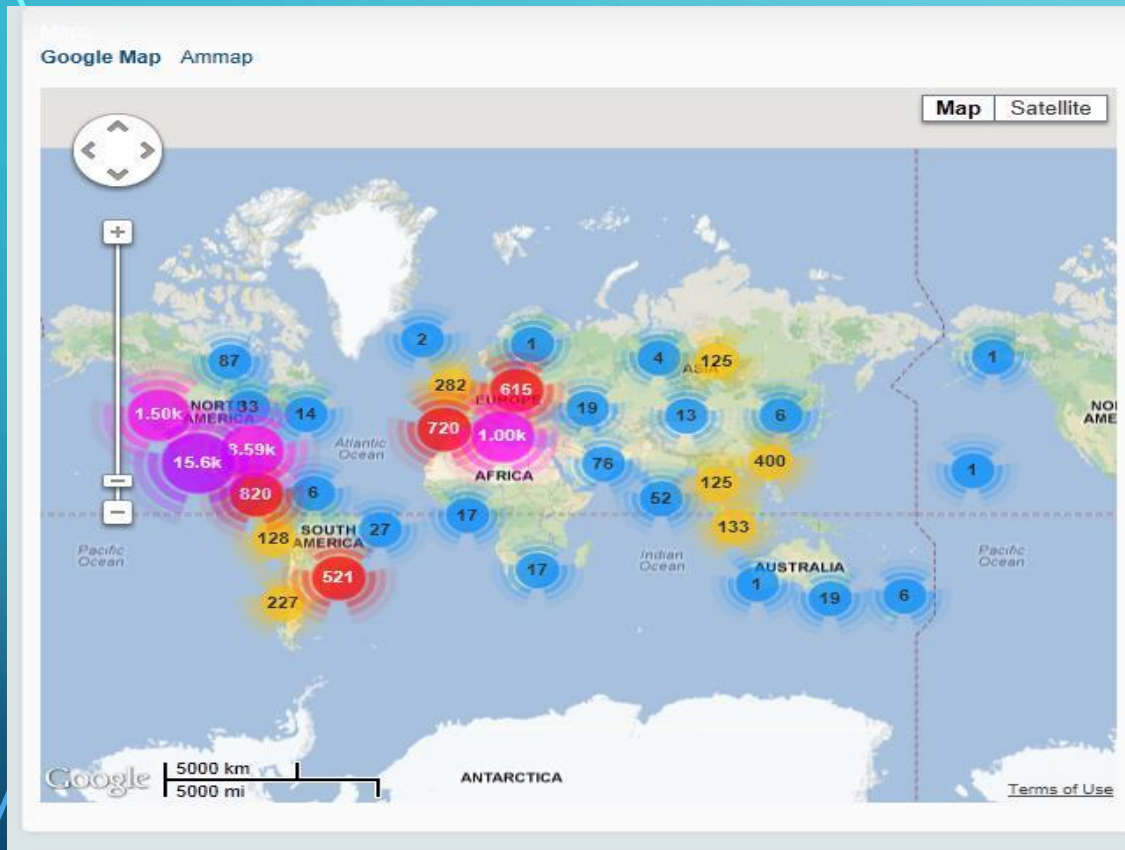 Maps
Google Map Ammap
Map Satellite
2
1
87
4
125
ASIA
1
282
615
EUROPE
1.50k
NORTH
AMERICA
33
14
19
13
6
NO
AME
720
1.00k
Atlantic
Ocean
3.59k
15.6k
AFRICA
76
400
1
820
6
52
125
17
128
SOUTH
AMERICA
27
133
Pacific
Ocean
Indian
Ocean
Pacific
Ocean
521
17
AUSTRALIA
1
19
6
227
Google
5000 km
5000 mi
ANTARCTICA
Terms of Use